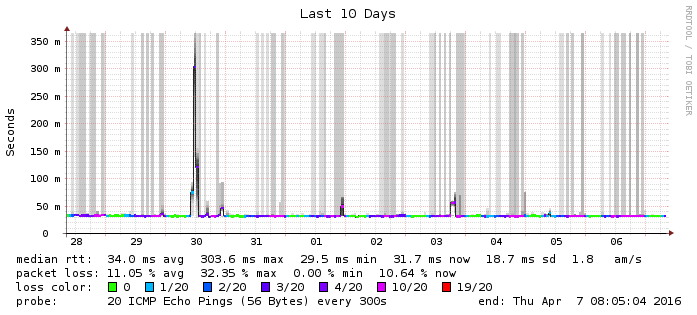 Last 10 Days
RRDTOOL / TOBI OETIKER
Seconds
350 m
300 m
250 m
200 m
150 m
100 m
50 m
0
28 29 30 31 01 02 03 04 05 06
median rtt: 34.0 ms avg 303.6 ms max 29.5 ms min 31.7 ms now 18.7 ms sd 1.8 am/s
packet loss: 11.05 % avg 32.35 % max 0.00 % min 10.64 % now
loss color: 0 1/20 2/20 3/20 4/20 10/20 19/20
probe: 20 ICMP Echo Pings (56 Bytes) every 300s end: Thu Apr 7 08:05:04 2016